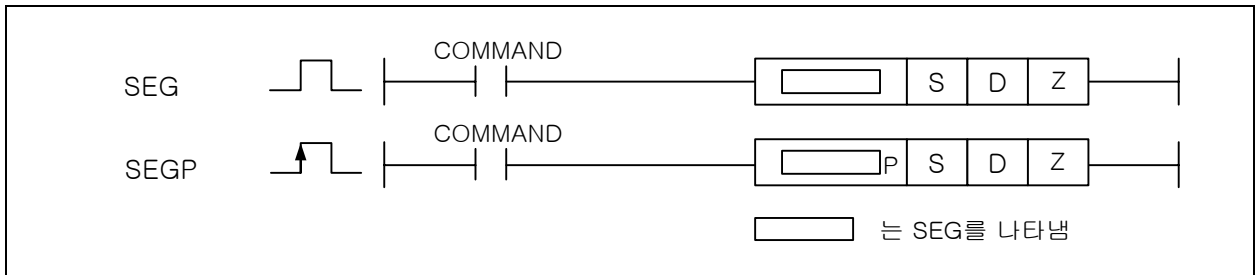 COMMAND
SEG S D Z
COMMAND
SEGP P S D Z
는 SEG를 나타냄